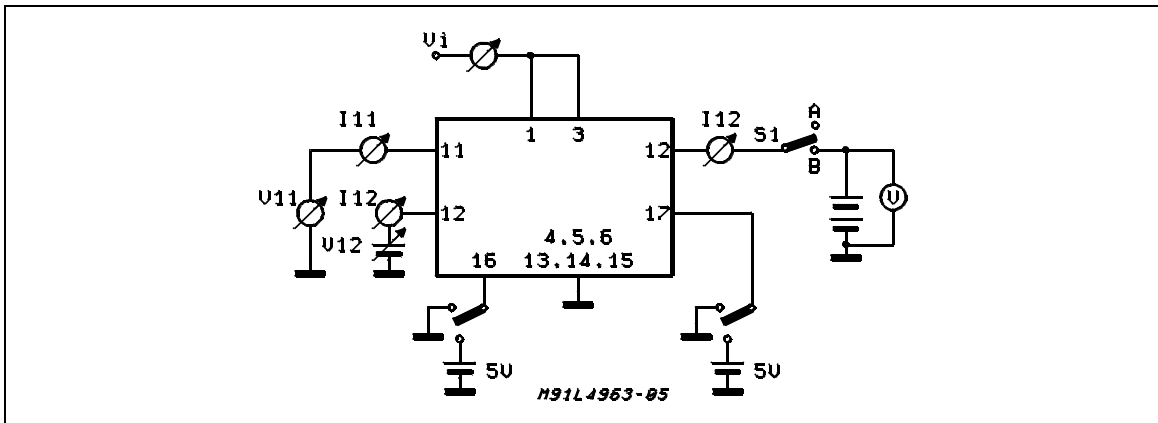 Vi
I11
1 3
I12
S1
A
B
11
12
V11
I12
12
17
V
V12
4.5.6
16
13.14.15
5V
5V
M91L4963-05